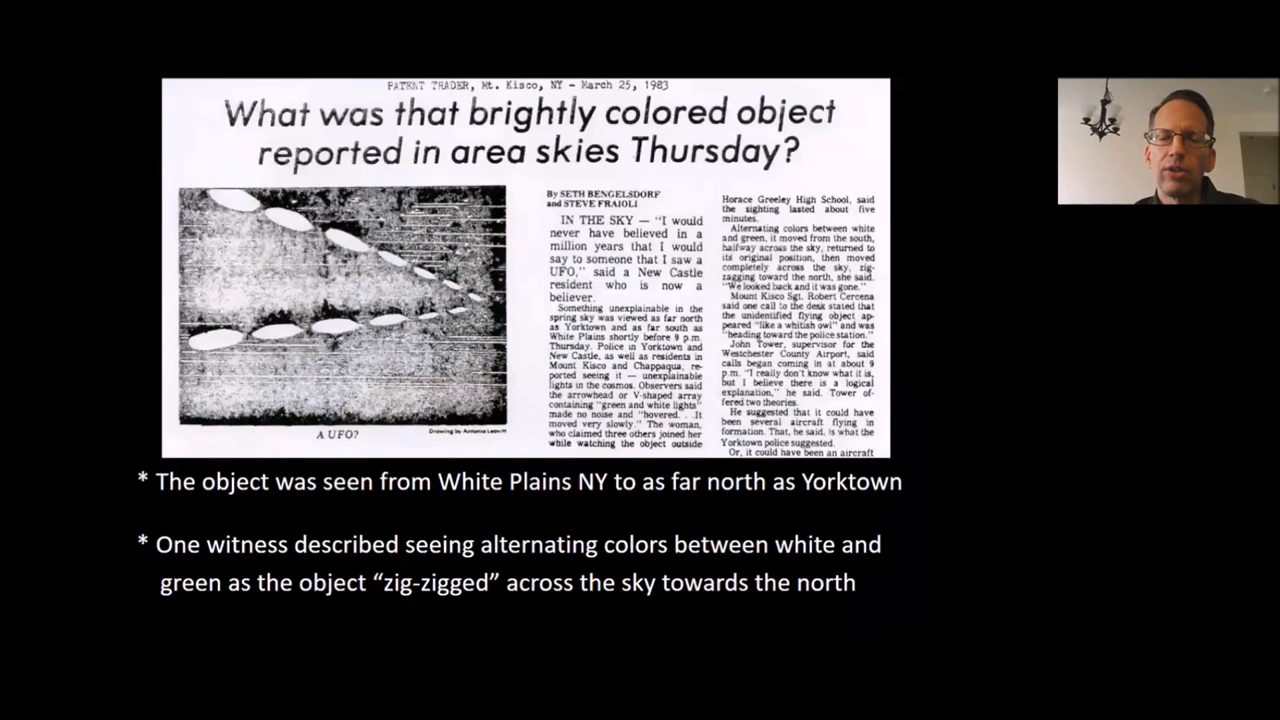 PATENT TRADER, Mt. Kisco, NY - March 25, 1983
What was that brightly colored object
reported in area skies Thursday?
A UFO?
Drawing by Antonia Leavitt
By SETH BENGELSDORF
and STEVE FRAIOLI
IN THE SKY — "I would
never have believed in a
million years that I would
say to someone that I saw a
UFO," said a New Castle
resident who is now a
believer.
Something unexplainable in the
spring sky was viewed as far north
as Yorktown and as far south as
White Plains shortly before 9 p.m.
Thursday. Police in Yorktown and
New Castle, as well as residents in
Mount Kisco and Chappaqua, re-
ported seeing it — unexplainable
lights in the cosmos. Observers said
the arrowhead or V-shaped array
containing "green and white lights"
made no noise and "hovered. . .It
moved very slowly." The woman,
who claimed three others joined her
while watching the object outside
Horace Greeley High School, said
the sighting lasted about five
minutes.
Alternating colors between white
and green, it moved from the south,
halfway across the sky, returned to
its original position, then moved
completely across the sky, zig-
zagging toward the north, she said.
"We looked back and it was gone."
Mount Kisco Sgt. Robert Cercena
said one call to the desk stated that
the unidentified flying object ap-
peared "like a whitish owl" and was
"heading toward the police station."
John Tower, supervisor for the
Westchester County Airport, said
calls began coming in at about 9
p.m. "I really don't know what it is,
but I believe there is a logical
explanation," he said. Tower of-
fered two theories.
He suggested that it could have
been several aircraft flying in
formation. That, he said, is what the
Yorktown police suggested.
Or, it could have been an aircraft
* The object was seen from White Plains NY to as far north as Yorktown
* One witness described seeing alternating colors between white and
green as the object “zig-zigged” across the sky towards the north